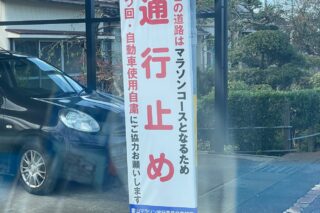 の道路はマラソンコースとなるため
通行止め
う回・自動車使用自粛にご協力お願いします